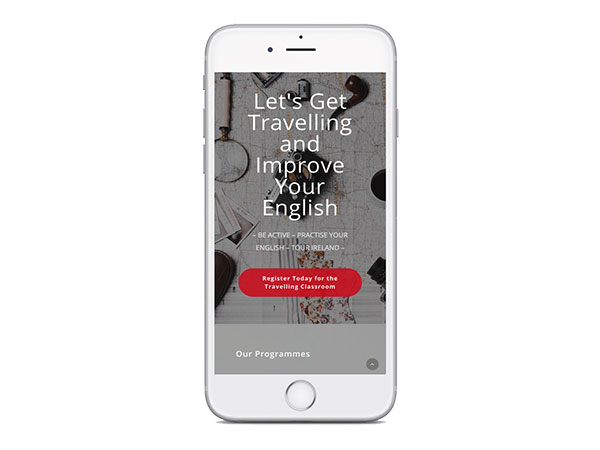 Let's Get
Travelling
and
Improve
Your
English
– BE ACTIVE – PRACTISE YOUR
ENGLISH – TOUR IRELAND –
Register Today for the
Travelling Classroom
Our Programmes